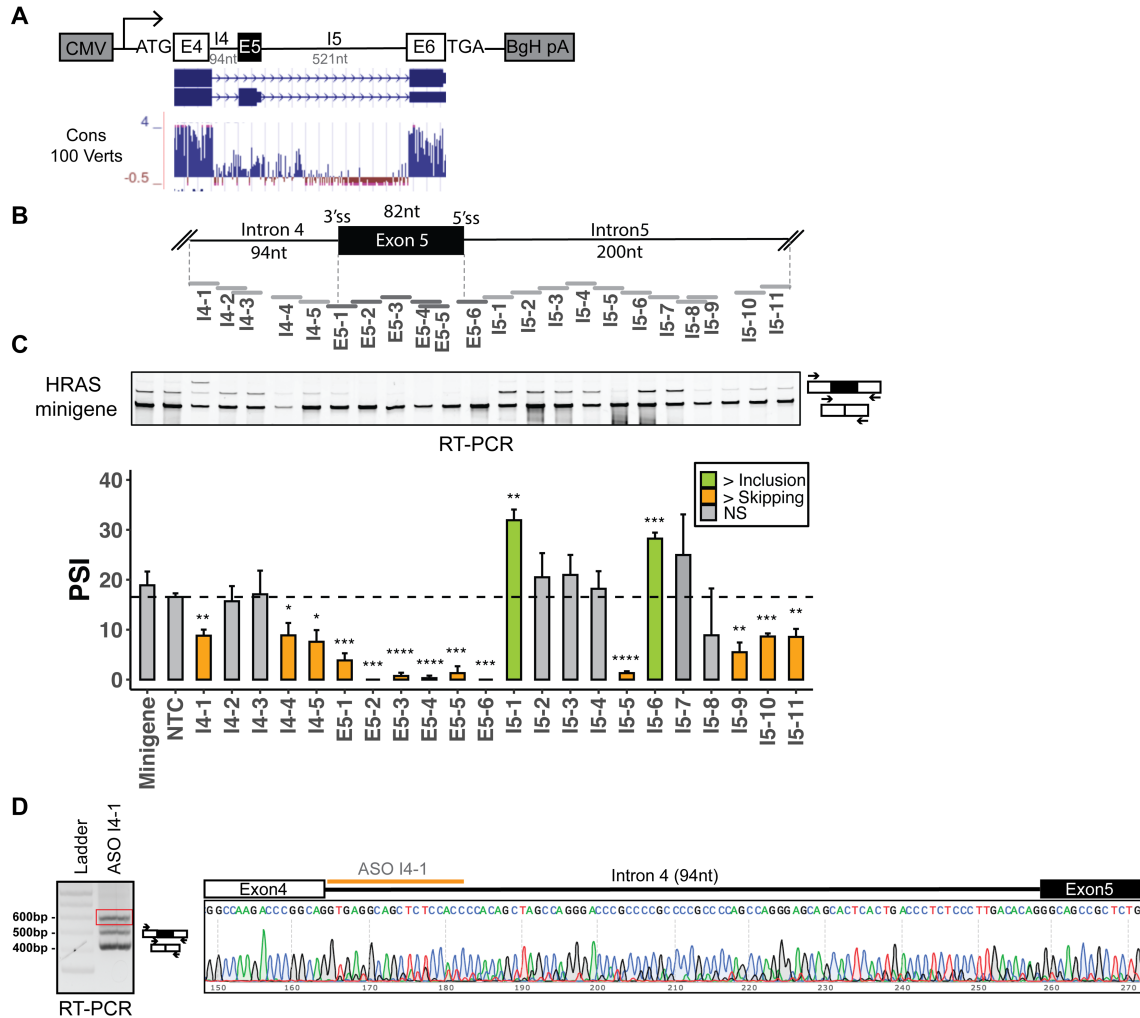 A
CMV
ATG
E4
I4
94nt
E5
I5
521nt
E6
TGA
BgH pA
Cons
100 Verts
4
-0.5
B
Intron 4
94nt
3'ss
82nt
Exon 5
5'ss
Intron5
200nt
I4-1
I4-2
I4-3
I4-4
I4-5
E5-1
E5-2
E5-3
E5-4
E5-5
E5-6
I5-1
I5-2
I5-3
I5-4
I5-5
I5-6
I5-7
I5-8
I5-9
I5-10
I5-11
C
HRAS
minigene
RT-PCR
> Inclusion
> Skipping
NS
PSI
40
30
20
10
0
**
*
*
***
***
****
****
***
***
**
****
***
**
***
**
Minigene
NTC
I4-1
I4-2
I4-3
I4-4
I4-5
E5-1
E5-2
E5-3
E5-4
E5-5
E5-6
I5-1
I5-2
I5-3
I5-4
I5-5
I5-6
I5-7
I5-8
I5-9
I5-10
I5-11
D
Ladder
ASO I4-1
600bp
500bp
400bp
RT-PCR
ASO I4-1
Intron 4 (94nt)
Exon4
Exon5
GGCCAAGACCCGGCAGGTGAGGCAGCTCTCCACCCCACAGCTAGCCAGGGACCCGCCCCGCCCCGCCCCAGCCAGGGAGCAGCACTCACTGACCCTCTCCCTTGACACAGGGCAGCCGCTCTG
150 160 170 180 190 200 210 220 230 240 250 260 270